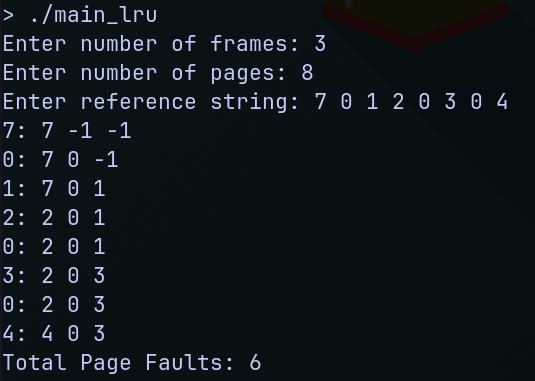 > ./main_lru
Enter number of frames: 3
Enter number of pages: 8
Enter reference string: 7 0 1 2 0 3 0 4
7: 7 -1 -1
0: 7 0 -1
1: 7 0 1
2: 2 0 1
0: 2 0 1
3: 2 0 3
0: 2 0 3
4: 4 0 3
Total Page Faults: 6